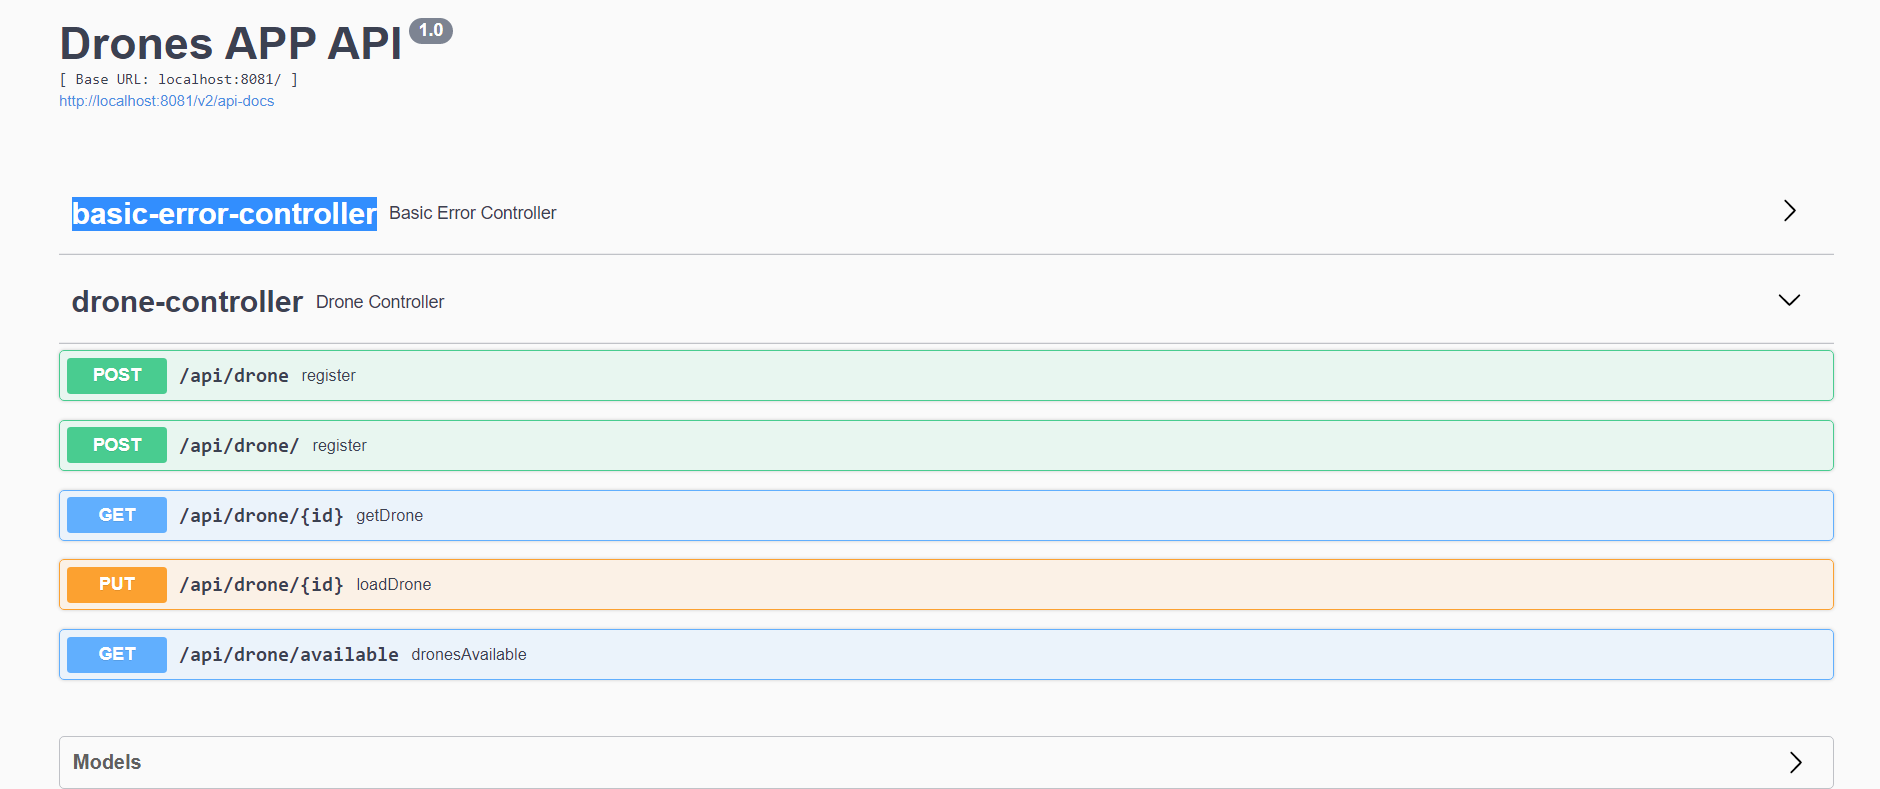 Drones APP API 1.0
[ Base URL: localhost:8081/ ]
http://localhost:8081/v2/api-docs
basic-error-controller Basic Error Controller
drone-controller Drone Controller
POST /api/drone register
POST /api/drone/ register
GET /api/drone/{id} getDrone
PUT /api/drone/{id} loadDrone
GET /api/drone/available dronesAvailable
Models